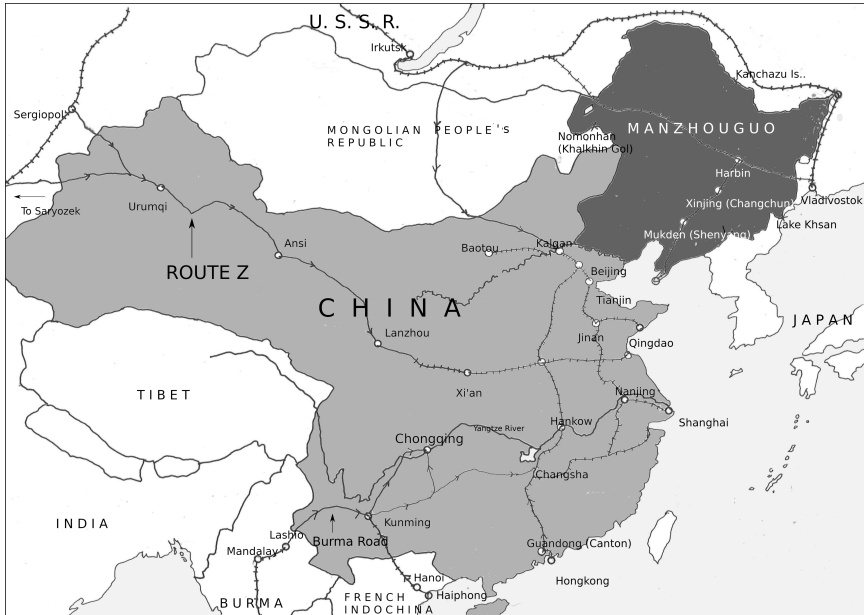 U. S. S. R.
Irkutsk
Kanchazu Is..
Sergiopol
MONGOLIAN PEOPLE's
REPUBLIC
MANZHOUGUO
Nomonhan
(Khalkhin Gol)
Harbin
Xinjing (Changchun)
Vladivostok
To Saryozek
Urumqi
Lake Khsan
Mukden (Shenyang)
Ansi
Baotou
Kalgan
ROUTE Z
Beijing
Tianjin
CHINA
JAPAN
Lanzhou
Jinan
Qingdao
TIBET
Xi'an
Nanjing
Shanghai
Hankow
Yangtze River
Chongqing
Changsha
INDIA
Kunming
Lashio
Burma Road
Mandalay
Guandong (Canton)
Hongkong
Hanoi
Haiphong
BURMA
FRENCH
INDOCHINA